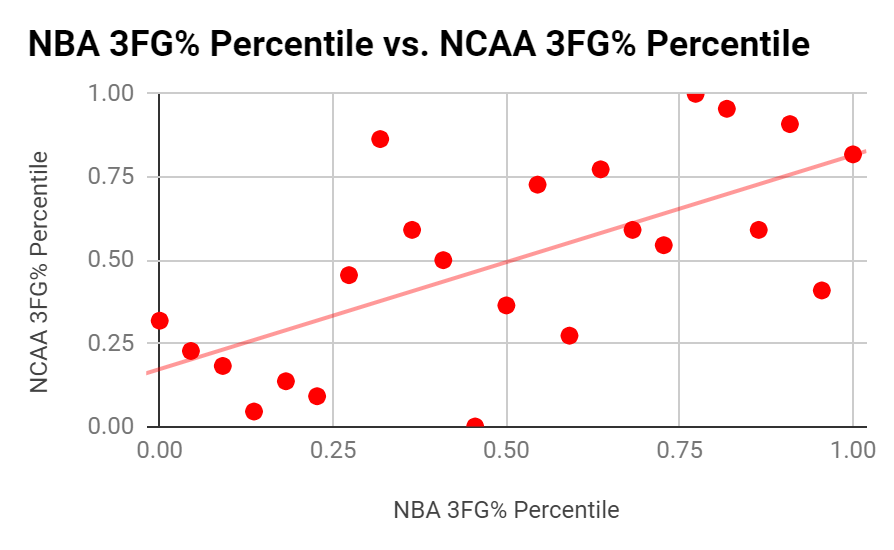 NBA 3FG% Percentile vs. NCAA 3FG% Percentile
NCAA 3FG% Percentile
1.00
0.75
0.50
0.25
0.00
0.00 0.25 0.50 0.75 1.00
NBA 3FG% Percentile